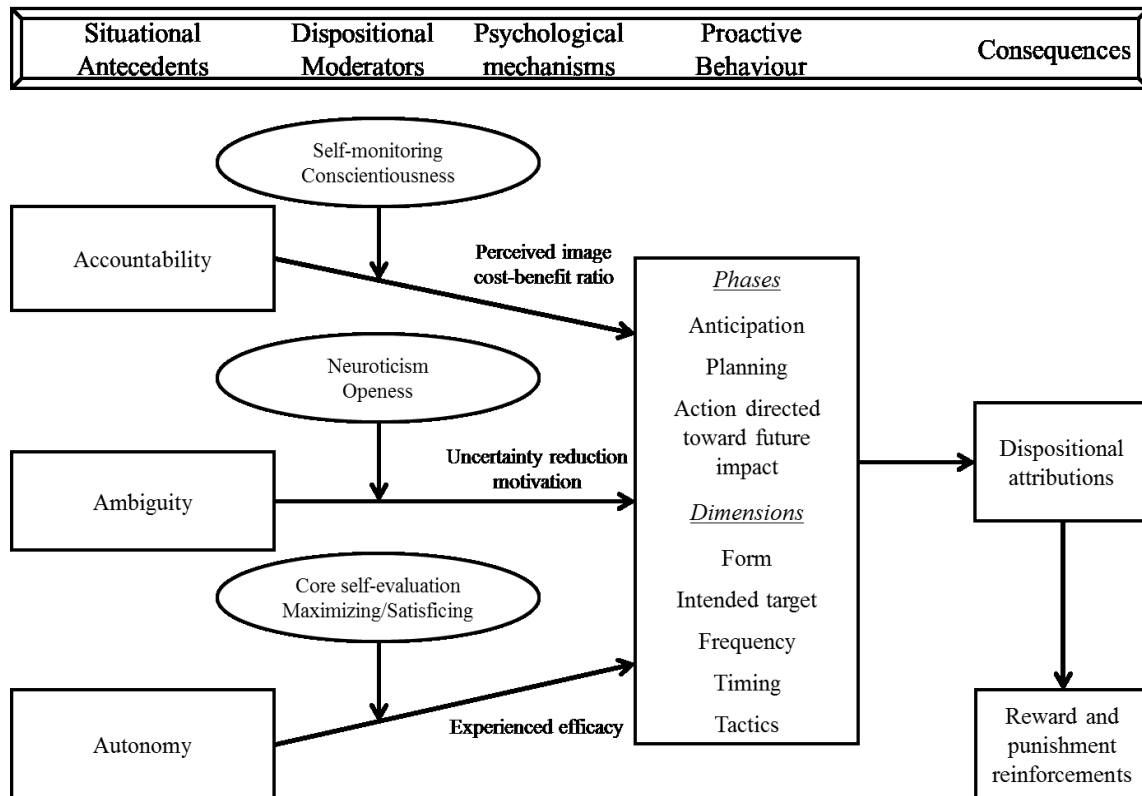 Situational
Antecedents
Dispositional
Moderators
Psychological
mechanisms
Proactive
Behaviour
Consequences
Self-monitoring
Conscientiousness
Accountability
Perceived image
cost-benefit ratio
Neuroticism
Openess
Ambiguity
Uncertainty reduction
motivation
Core self-evaluation
Maximizing/Satisficing
Autonomy
Experienced efficacy
Phases
Anticipation
Planning
Action directed
toward future
impact
Dimensions
Form
Intended target
Frequency
Timing
Tactics
Dispositional
attributions
Reward and
punishment
reinforcements